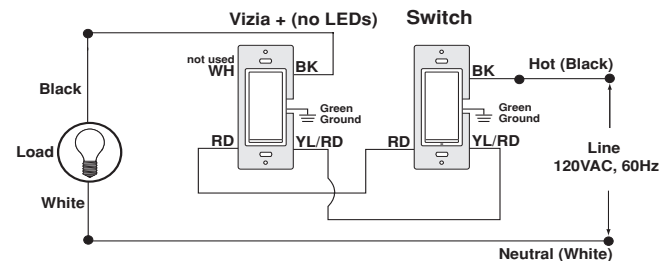 Vizia + (no LEDs)
Switch
not used
WH
BK
BK
Hot (Black)
Black
Green
Ground
Green
Ground
Load
RD
YL/RD
RD
YL/RD
Line
120VAC, 60Hz
White
Neutral (White)